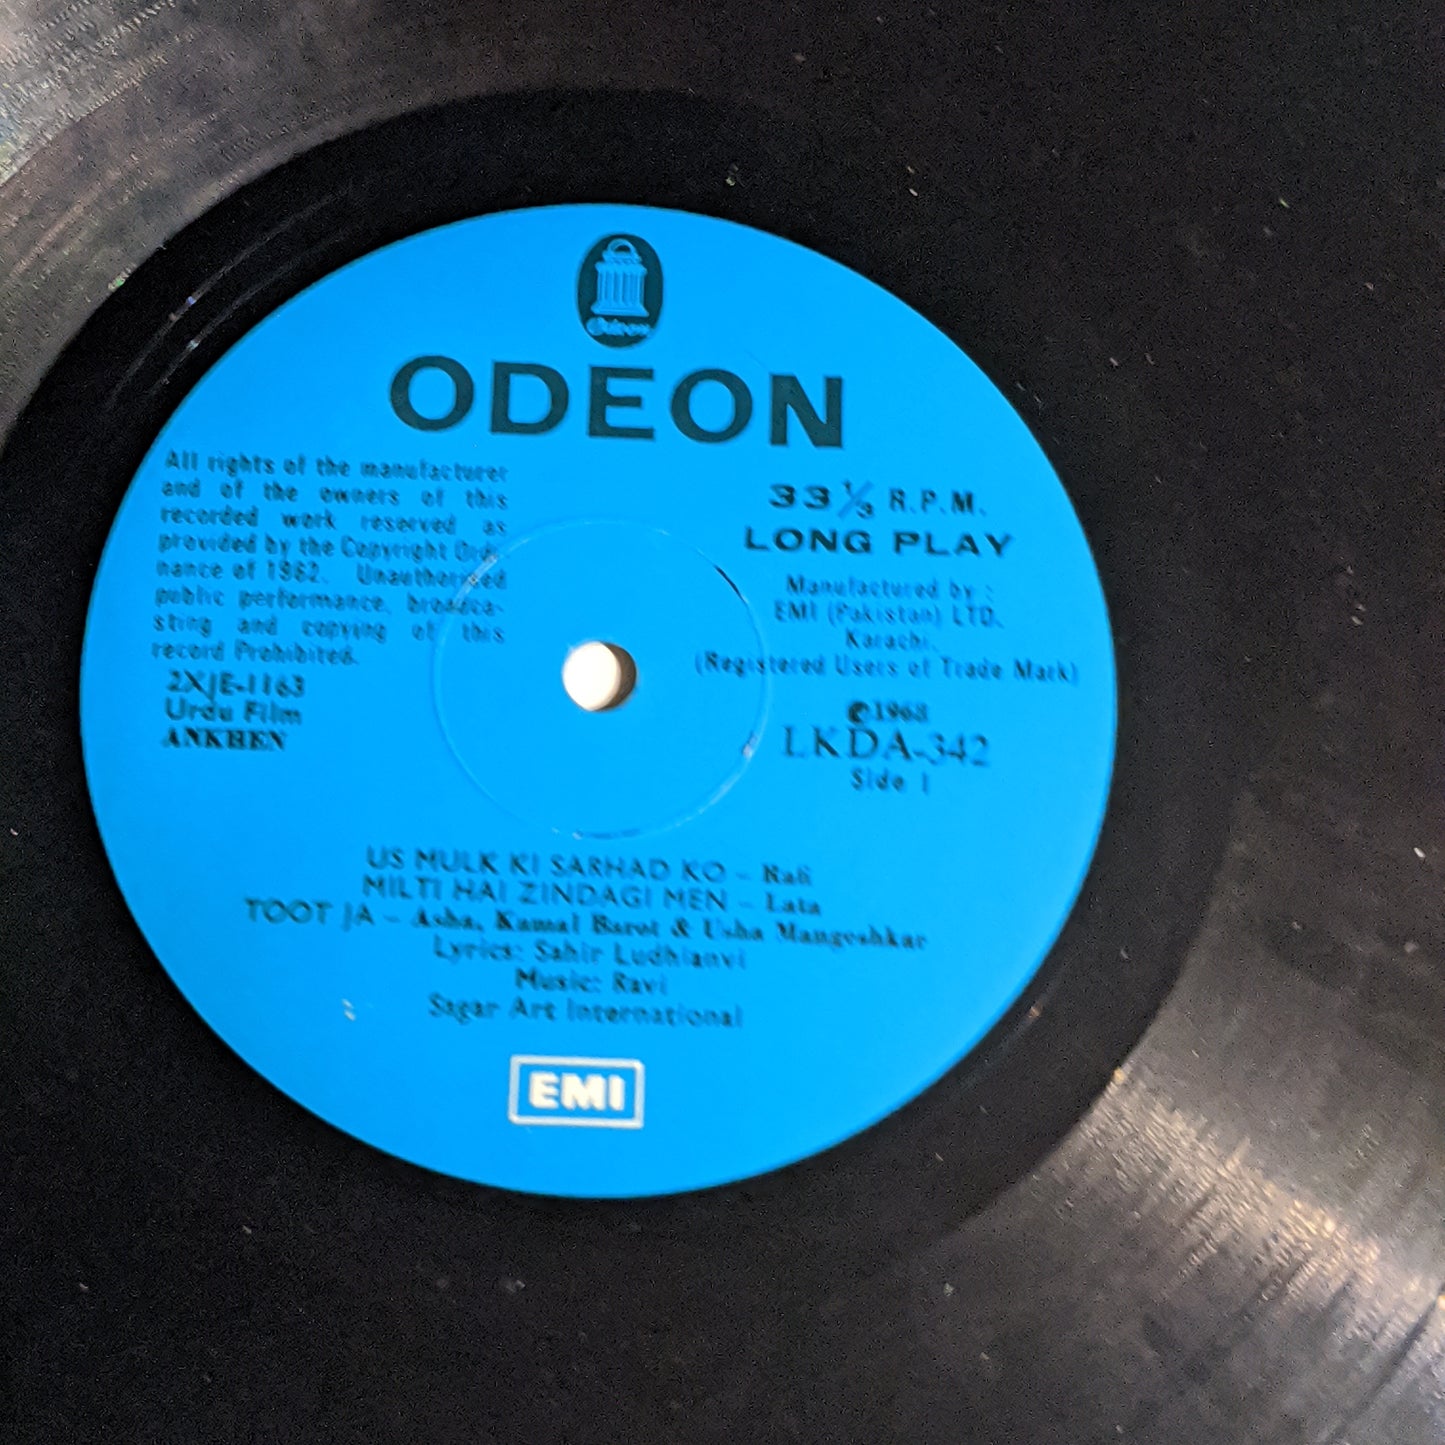 Odeon
ODEON
All rights of the manufacturer
and of the owners of this
recorded work reserved as
provided by the Copyright Ordi-
nance of 1962. Unauthorised
public performance, broadca-
sting and copying of this
record Prohibited.
2XJE-1163
Urdu Film
ANKHEN
33 1/3 R.P.M.
LONG PLAY
Manufactured by :
EMI (Pakistan) LTD.
Karachi.
(Registered Users of Trade Mark)
℗1968
LKDA-342
Side 1
US MULK KI SARHAD KO – Rafi
MILTI HAI ZINDAGI MEN – Lata
TOOT JA – Asha, Kamal Barot & Usha Mangeshkar
Lyrics: Sahir Ludhianvi
Music: Ravi
Sagar Art International
EMI